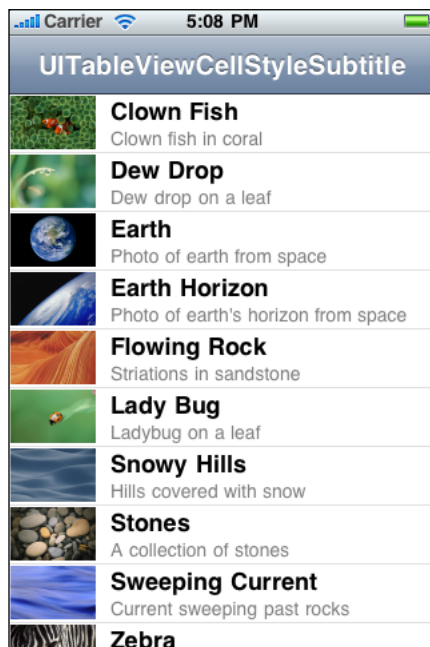 Carrier 5:08 PM
UITableViewCellStyleSubtitle
Clown Fish
Clown fish in coral
Dew Drop
Dew drop on a leaf
Earth
Photo of earth from space
Earth Horizon
Photo of earth's horizon from space
Flowing Rock
Striations in sandstone
Lady Bug
Ladybug on a leaf
Snowy Hills
Hills covered with snow
Stones
A collection of stones
Sweeping Current
Current sweeping past rocks
Zebra